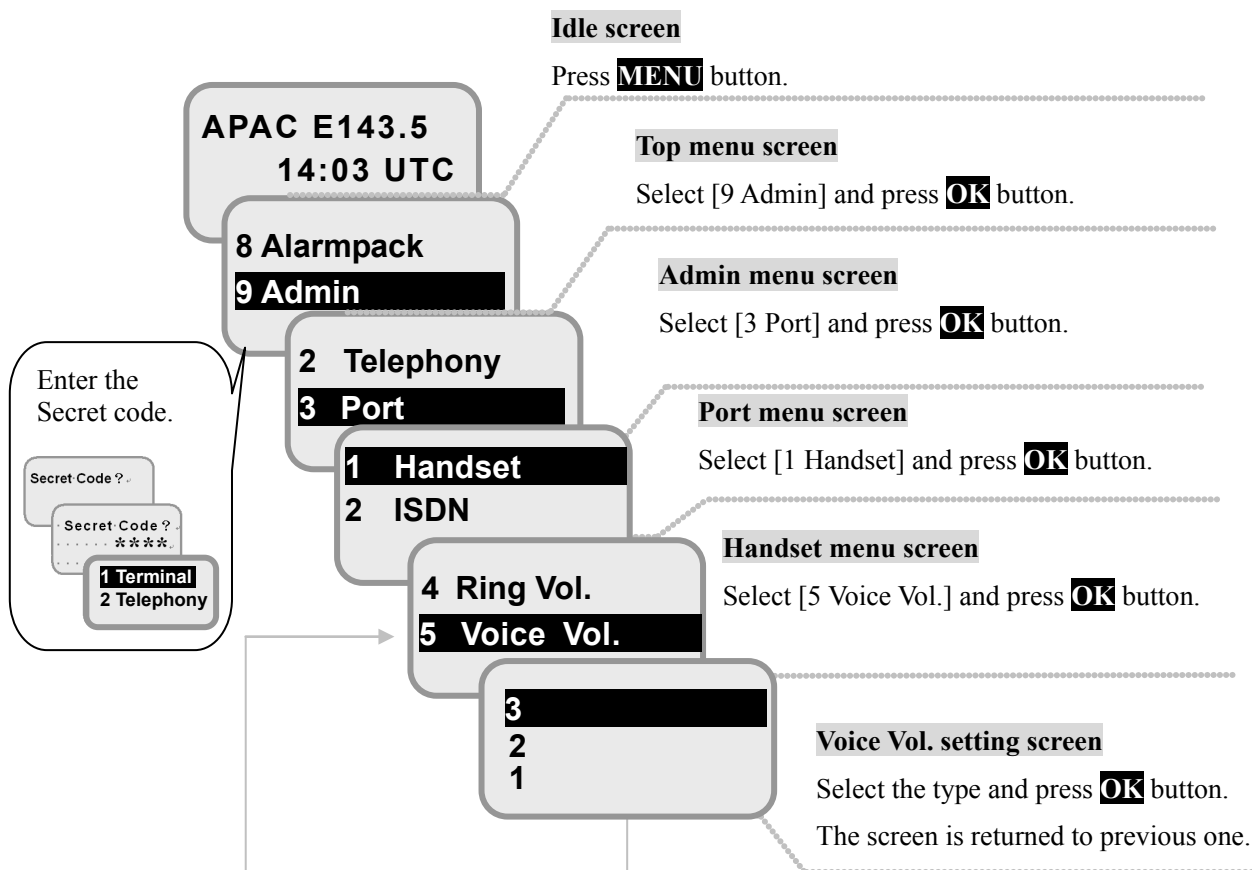 Idle screen
Press MENU button.
APAC E143.5
14:03 UTC
Top menu screen
Select [9 Admin] and press OK button.
8 Alarmpack
9 Admin
Admin menu screen
Select [3 Port] and press OK button.
2 Telephony
3 Port
Enter the
Secret code.
Secret Code ?
Secret Code ?
****
1 Terminal
2 Telephony
Port menu screen
Select [1 Handset] and press OK button.
1 Handset
2 ISDN
Handset menu screen
Select [5 Voice Vol.] and press OK button.
4 Ring Vol.
5 Voice Vol.
3
2
1
Voice Vol. setting screen
Select the type and press OK button.
The screen is returned to previous one.